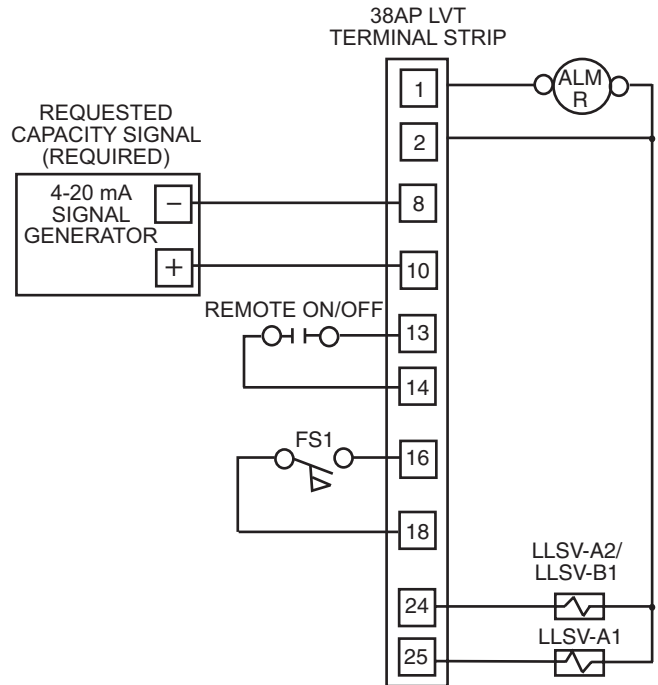 38AP LVT
TERMINAL STRIP
1
ALM
R
2
REQUESTED
CAPACITY SIGNAL
(REQUIRED)
4-20 mA
SIGNAL
GENERATOR
−
+
8
10
REMOTE ON/OFF
13
14
FS1
16
18
LLSV-A2/
LLSV-B1
24
LLSV-A1
25